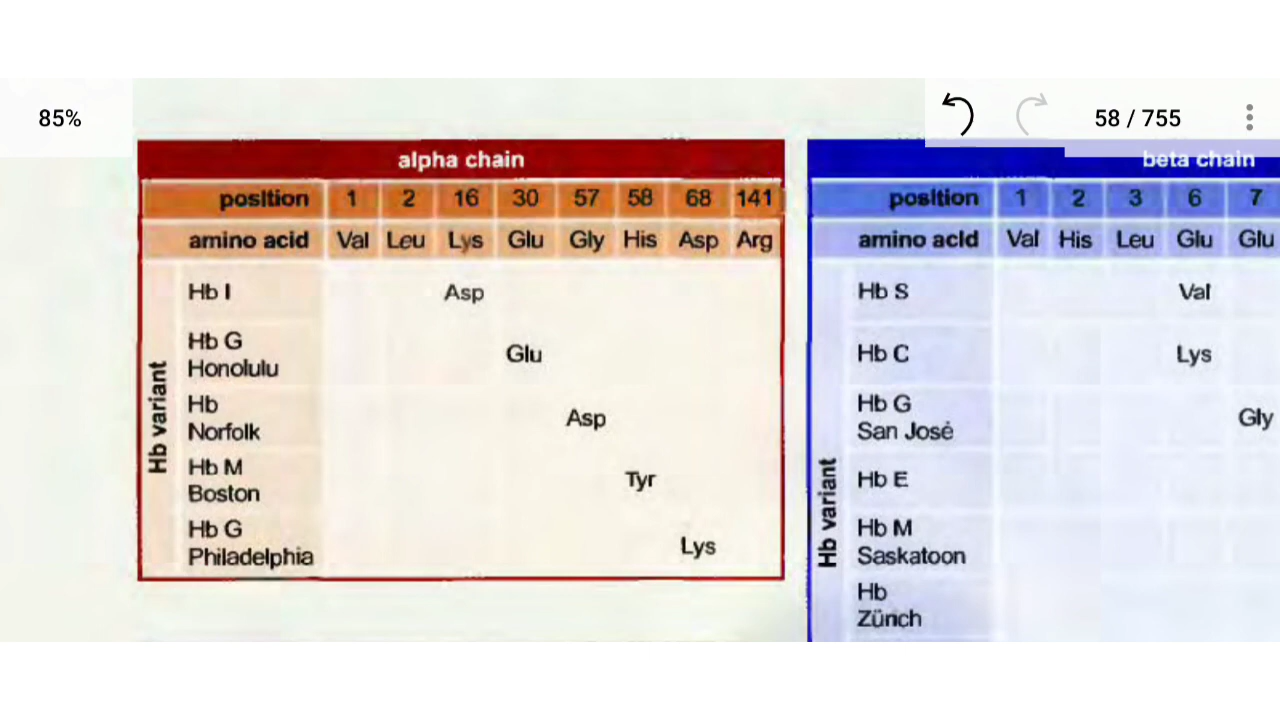 85%
58 / 755
alpha chain
position 1 2 16 30 57 58 68 141
amino acid Val Leu Lys Glu Gly His Asp Arg
Hb variant
Hb I Asp
Hb G
Honolulu Glu
Hb
Norfolk Asp
Hb M
Boston Tyr
Hb G
Philadelphia Lys
beta chain
position 1 2 3 6 7
amino acid Val His Leu Glu Glu
Hb variant
Hb S Val
Hb C Lys
Hb G
San José Gly
Hb E
Hb M
Saskatoon
Hb
Zürich